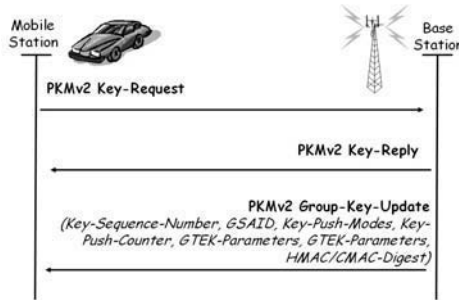 Mobile
Station
Base
Station
PKMv2 Key-Request
PKMv2 Key-Reply
PKMv2 Group-Key-Update
(Key-Sequence-Number, GSAID, Key-Push-Modes, Key-
Push-Counter, GTEK-Parameters, GTEK-Parameters,
HMAC/CMAC-Digest)